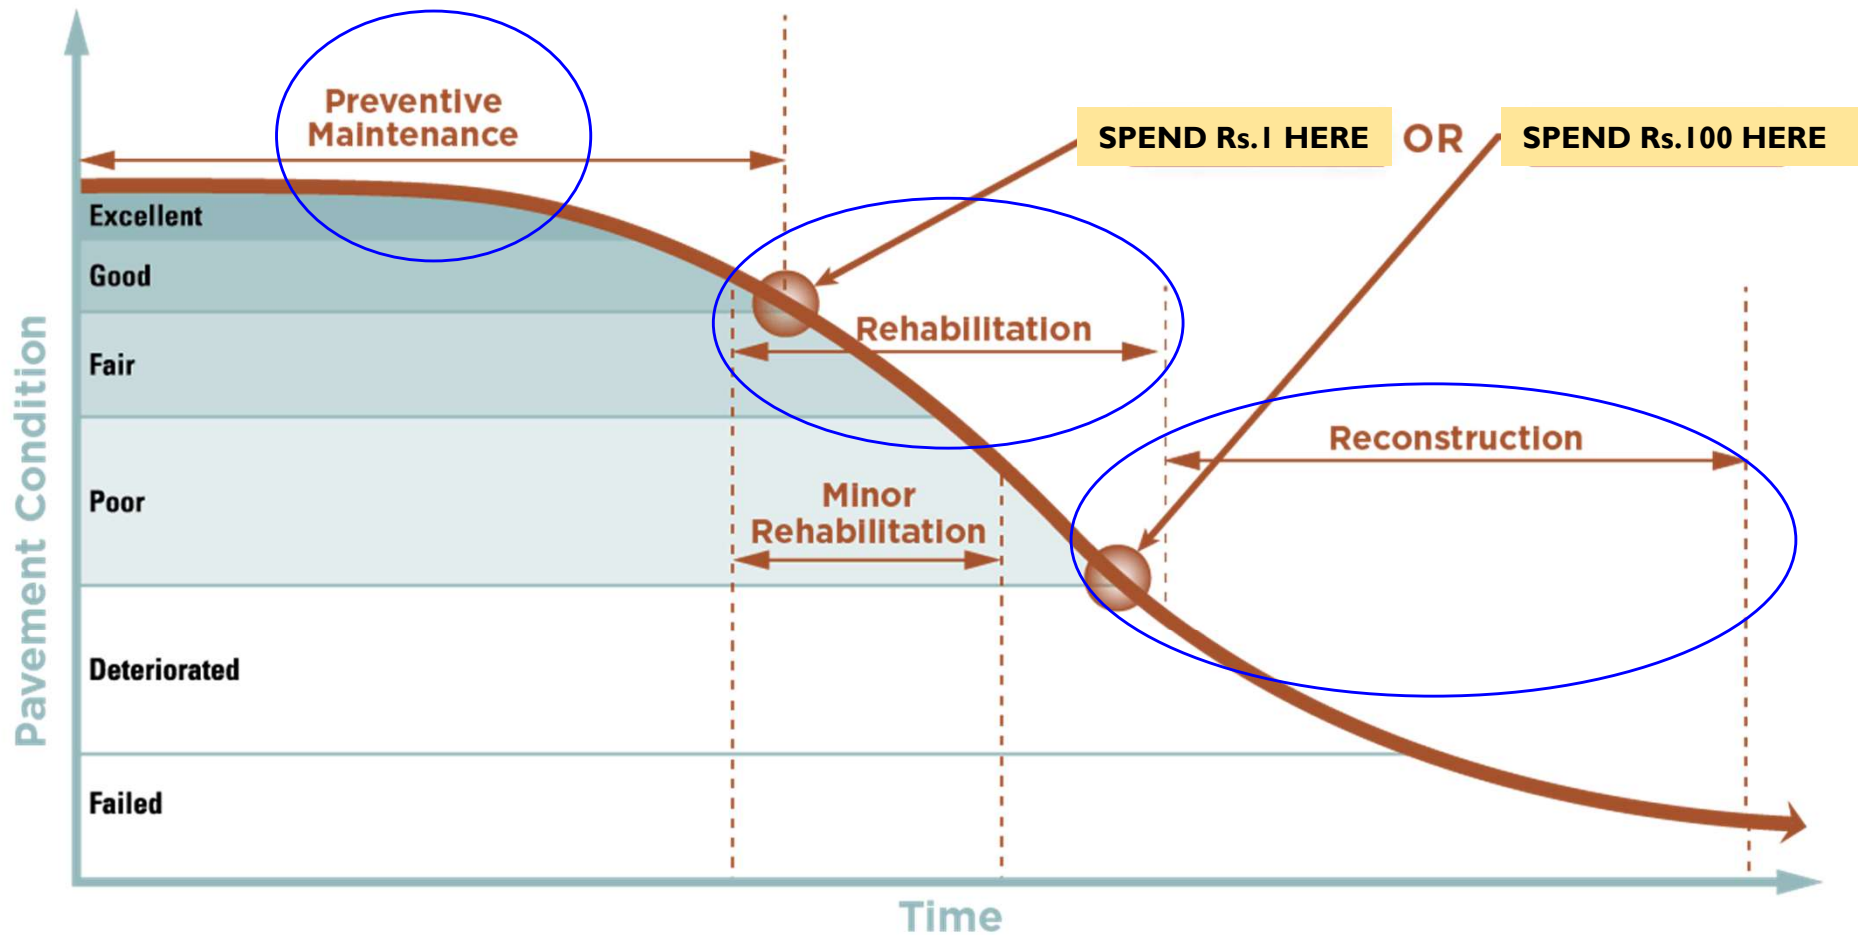 Preventive
Maintenance
SPEND Rs.1 HERE
OR
SPEND Rs.100 HERE
Excellent
Good
Fair
Poor
Deteriorated
Failed
Rehabilitation
Reconstruction
Minor
Rehabilitation
Pavement Condition
Time